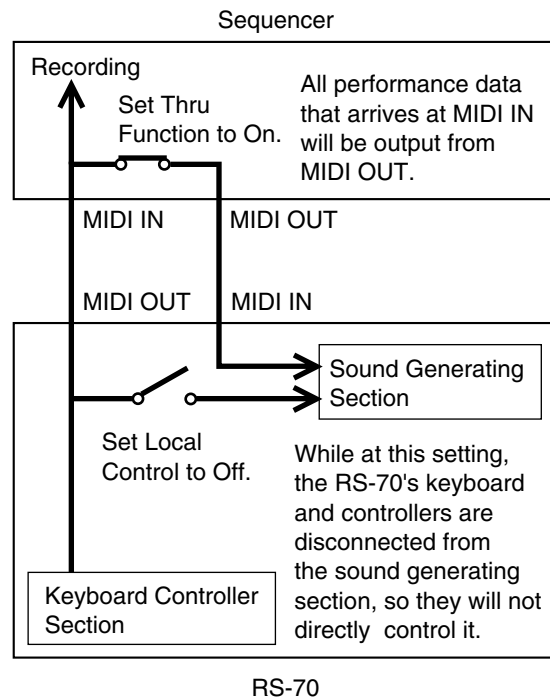 Sequencer
Recording
Set Thru
Function to On.
All performance data
that arrives at MIDI IN
will be output from
MIDI OUT.
MIDI IN
MIDI OUT
MIDI OUT
MIDI IN
Sound Generating
Section
Set Local
Control to Off.
While at this setting,
the RS-70's keyboard
and controllers are
disconnected from
the sound generating
section, so they will not
directly control it.
Keyboard Controller
Section
RS-70